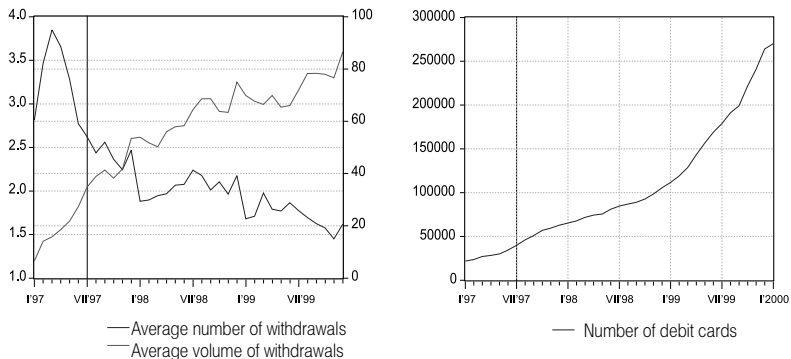 4.0
3.5
3.0
2.5
2.0
1.5
1.0
100
80
60
40
20
0
I'97
VII'97
I'98
VII'98
I'99
VII'99
Average number of withdrawals
Average volume of withdrawals
300000
250000
200000
150000
100000
50000
0
I'97
VII'97
I'98
VII'98
I'99
VII'99
I'2000
Number of debit cards